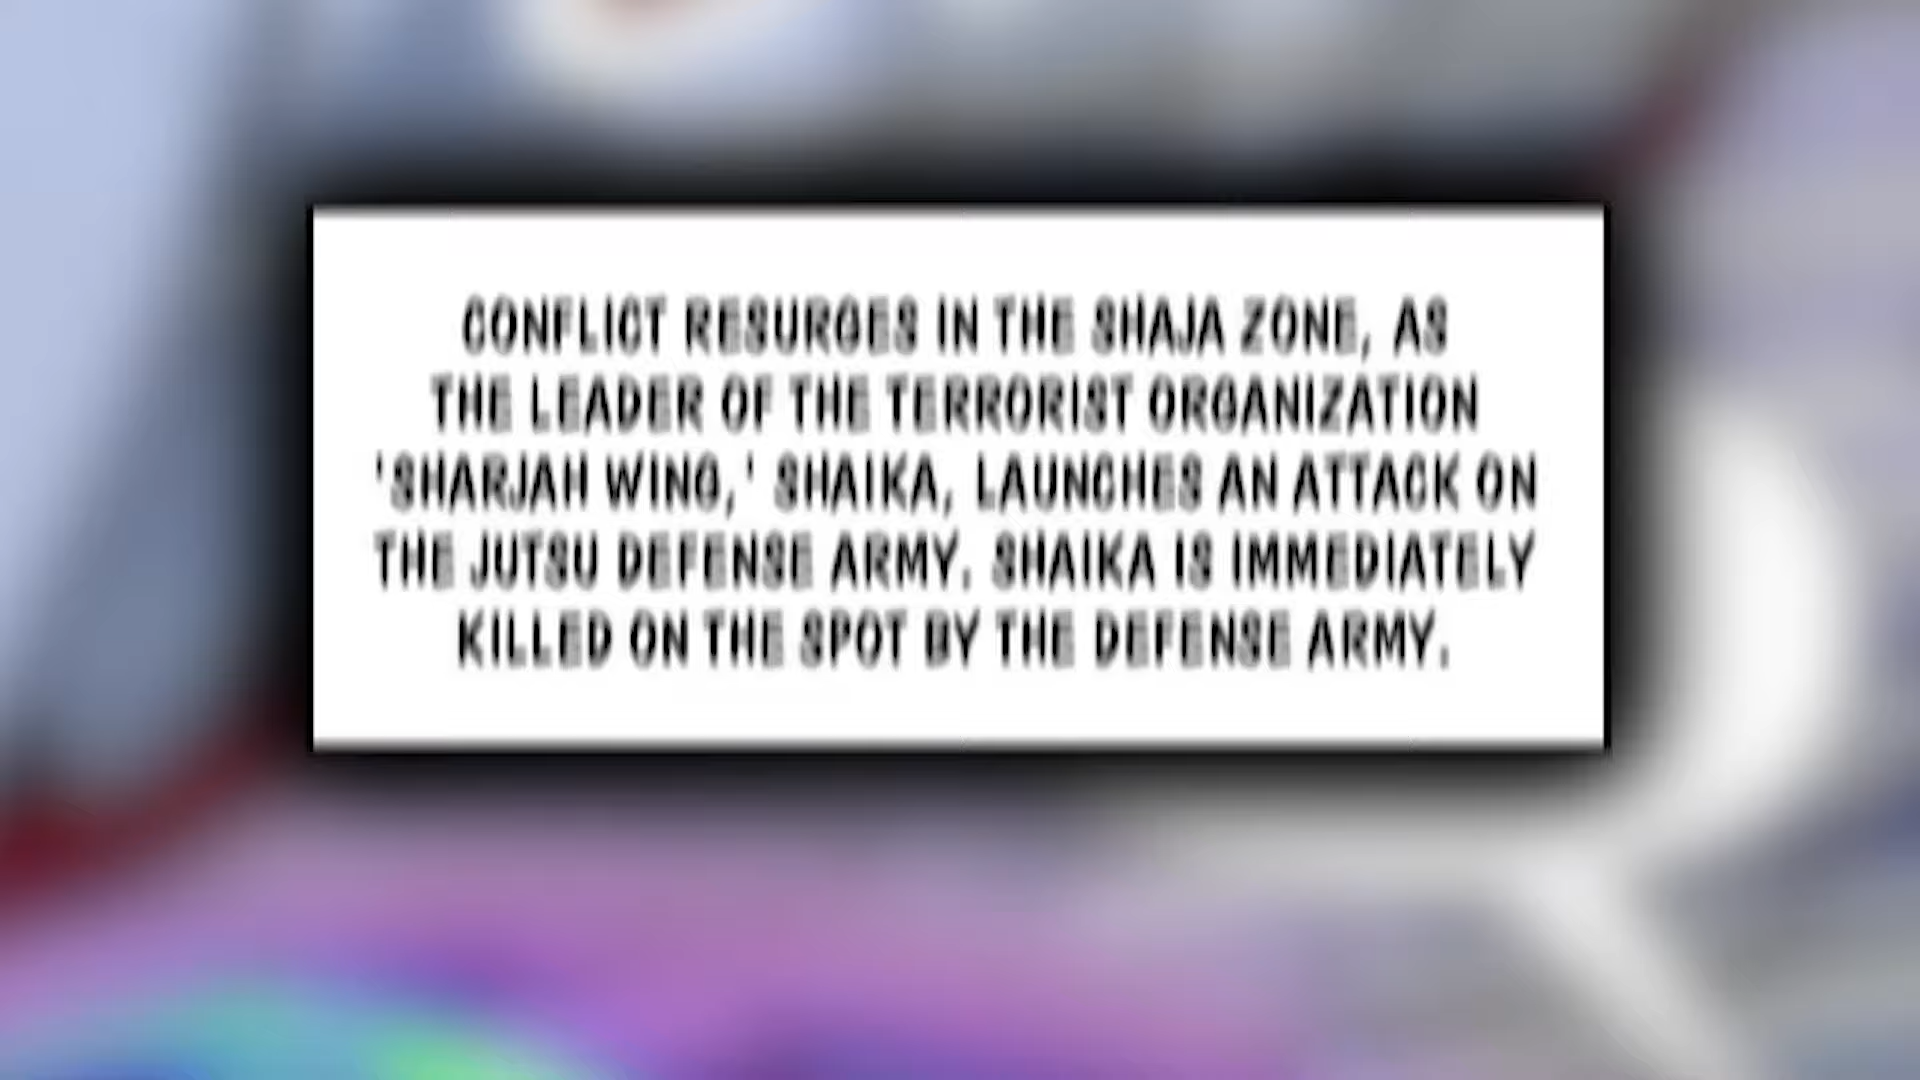 CONFLICT RESURGES IN THE SHAJA ZONE, AS
THE LEADER OF THE TERRORIST ORGANIZATION
'SHARJAH WING,' SHAIKA, LAUNCHES AN ATTACK ON
THE JUTSU DEFENSE ARMY. SHAIKA IS IMMEDIATELY
KILLED ON THE SPOT BY THE DEFENSE ARMY.